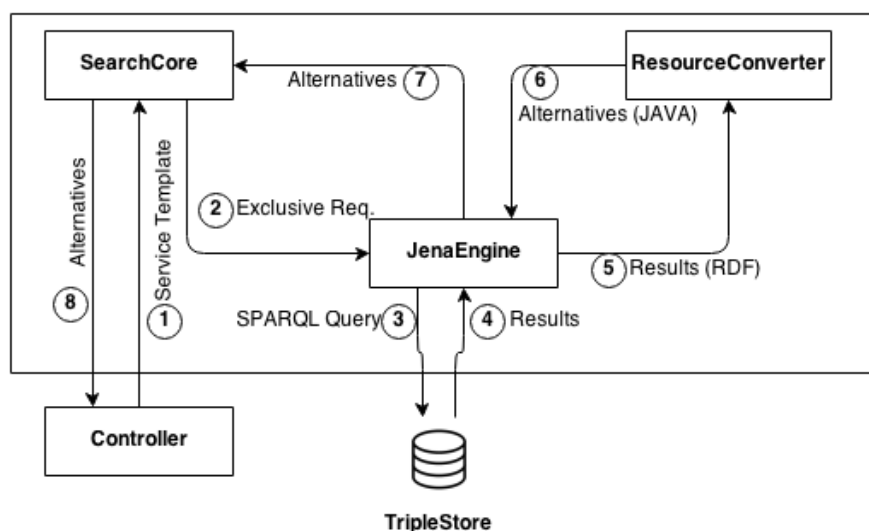 SearchCore
ResourceConverter
Alternatives 7
6
Alternatives (JAVA)
Alternatives
Service Template
2 Exclusive Req.
JenaEngine
5 Results (RDF)
8
1
SPARQL Query 3
4 Results
Controller
TripleStore